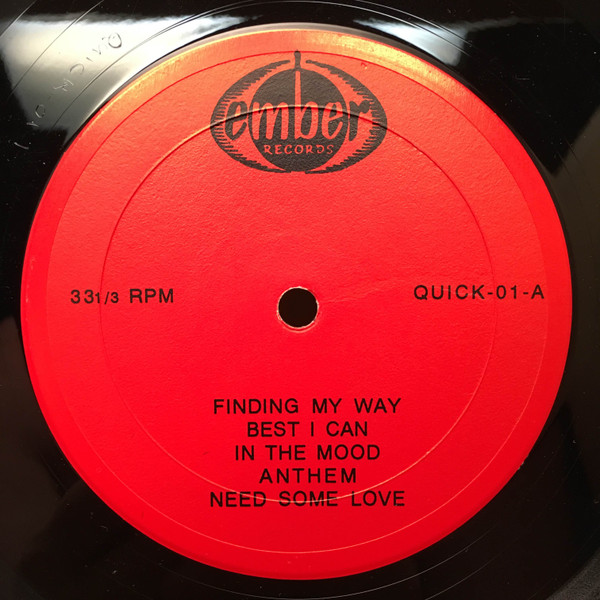 ember
RECORDS
33 1/3 RPM
QUICK-01-A
FINDING MY WAY
BEST I CAN
IN THE MOOD
ANTHEM
NEED SOME LOVE